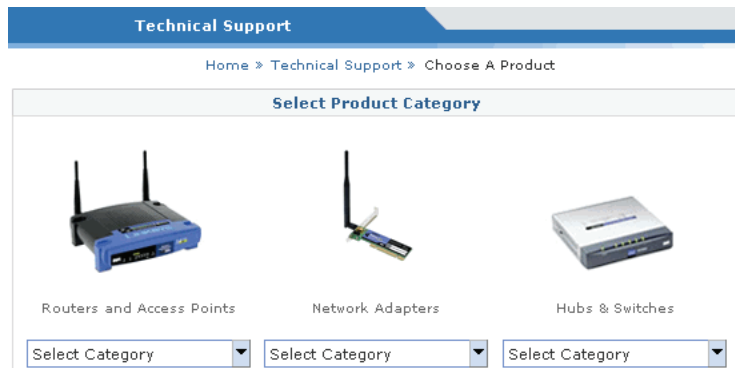 Technical Support
Home » Technical Support » Choose A Product
Select Product Category
Routers and Access Points
Network Adapters
Hubs & Switches
Select Category
Select Category
Select Category